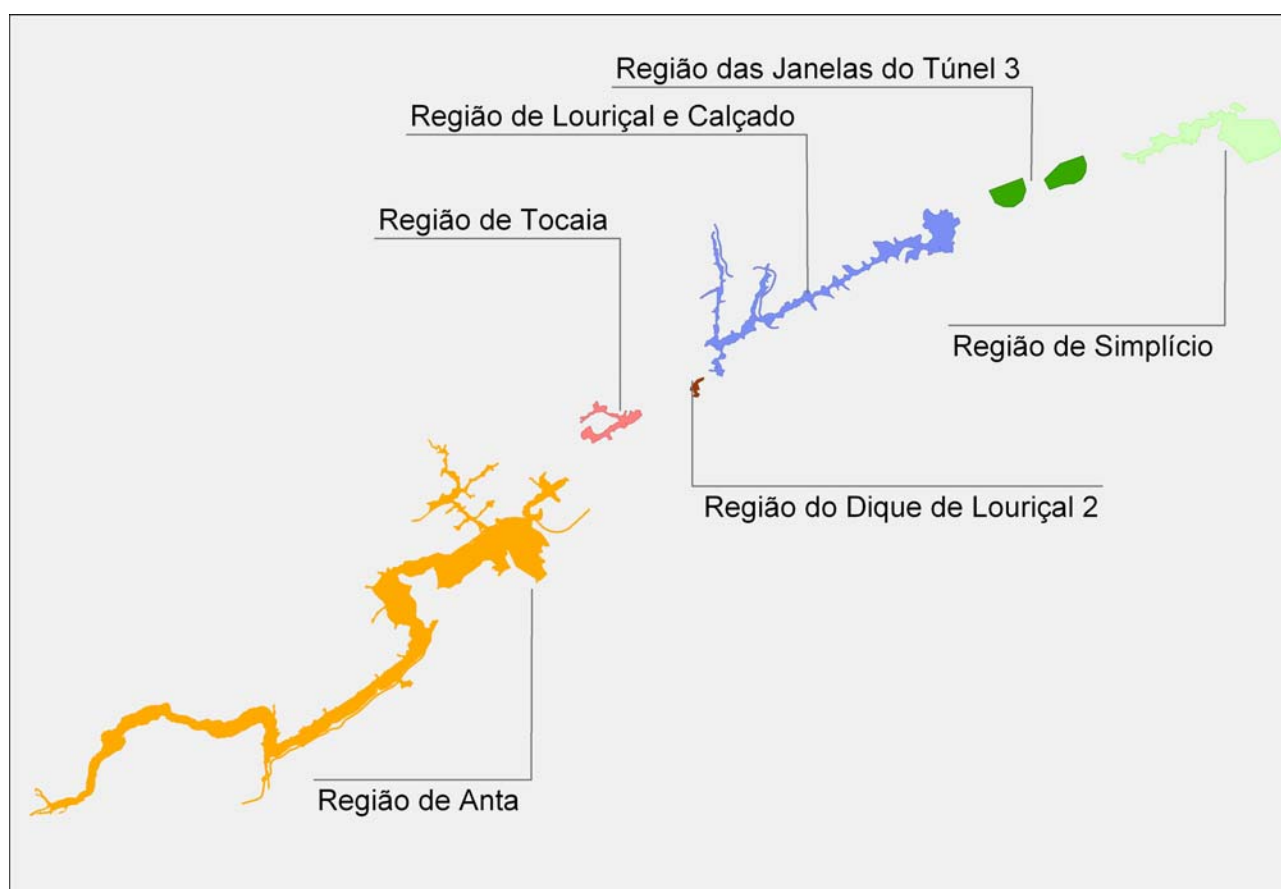 Região das Janelas do Túnel 3
Região de Louriçal e Calçado
Região de Tocaia
Região de Simplício
Região do Dique de Louriçal 2
Região de Anta